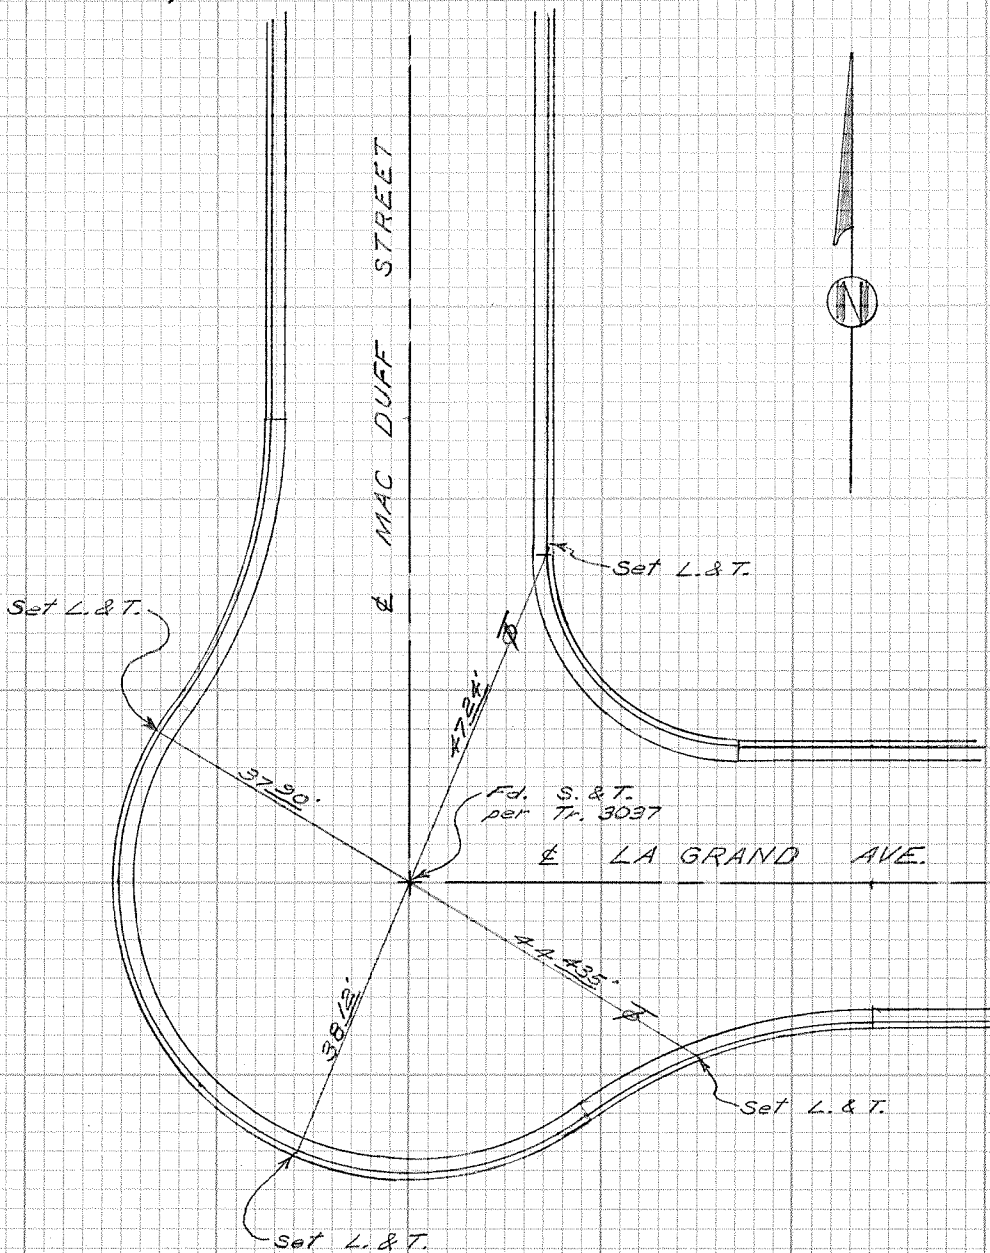 ℄ MAC DUFF STREET
N
Set L. & T.
Set L. & T.
47.24'
37.90'
Fd. S. & T.
per Tr. 3037
℄ LA GRAND AVE.
44.435'
38.12'
Set L. & T.
Set L. & T.